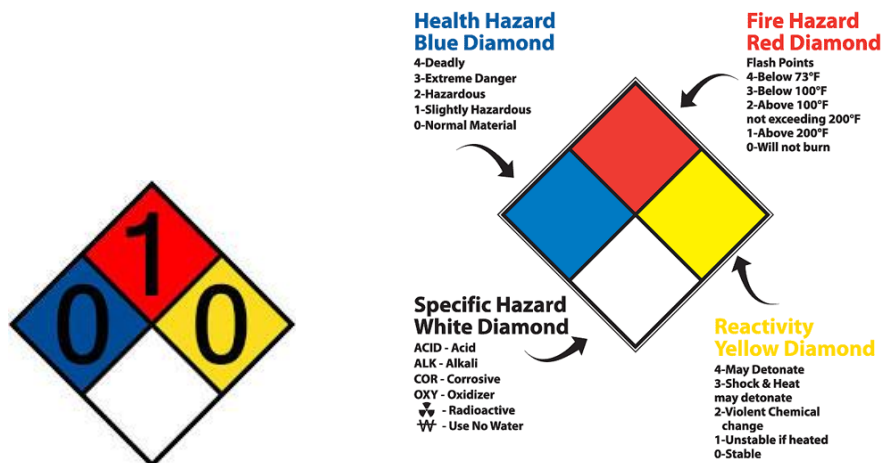 1
0
0
Health Hazard
Blue Diamond
4-Deadly
3-Extreme Danger
2-Hazardous
1-Slightly Hazardous
0-Normal Material
Fire Hazard
Red Diamond
Flash Points
4-Below 73°F
3-Below 100°F
2-Above 100°F
not exceeding 200°F
1-Above 200°F
0-Will not burn
Specific Hazard
White Diamond
ACID - Acid
ALK - Alkali
COR - Corrosive
OXY - Oxidizer
- Radioactive
W - Use No Water
Reactivity
Yellow Diamond
4-May Detonate
3-Shock & Heat
may detonate
2-Violent Chemical
change
1-Unstable if heated
0-Stable